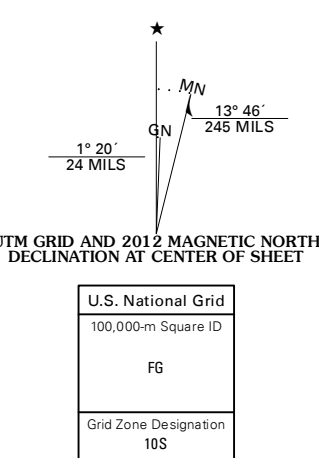 ★
MN
GN
13° 46´
245 MILS
1° 20´
24 MILS
UTM GRID AND 2012 MAGNETIC NORTH
DECLINATION AT CENTER OF SHEET
U.S. National Grid
100,000-m Square ID
FG
Grid Zone Designation
10S